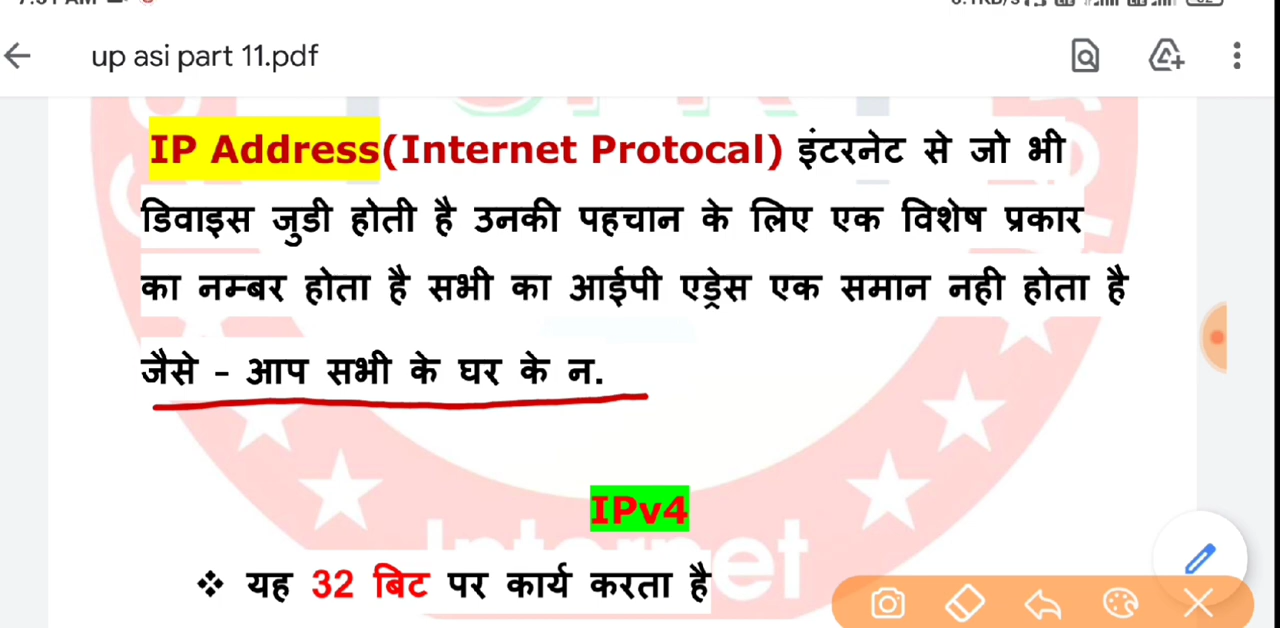 up asi part 11.pdf
IP Address(Internet Protocal) इंटरनेट से जो भी
डिवाइस जुडी होती है उनकी पहचान के लिए एक विशेष प्रकार
का नम्बर होता है सभी का आईपी एड्रेस एक समान नही होता है
जैसे – आप सभी के घर के न.
IPv4
❖ यह 32 बिट पर कार्य करता है
Internet